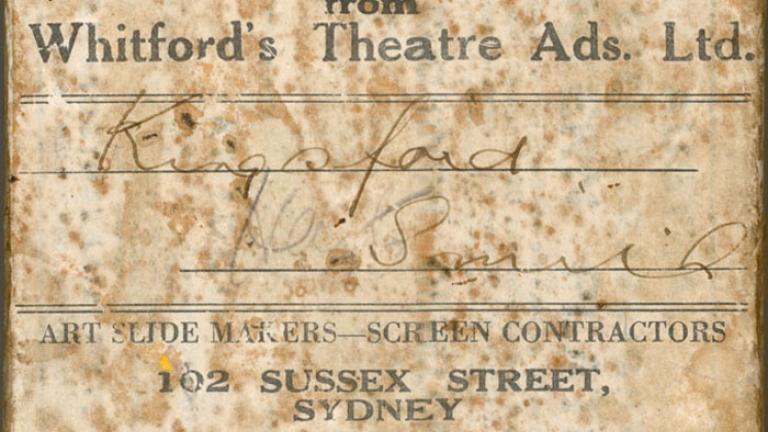 from
Whitford's Theatre Ads. Ltd.
Kingsford
Smith
ART SLIDE MAKERS—SCREEN CONTRACTORS
102 SUSSEX STREET,
SYDNEY